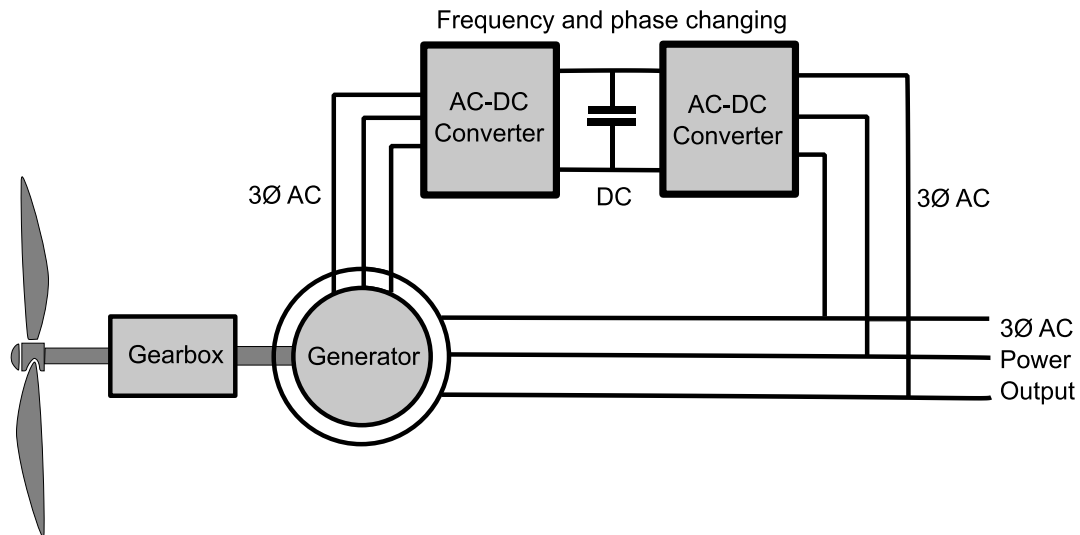 Frequency and phase changing
AC-DC
Converter
AC-DC
Converter
3Ø AC
DC
3Ø AC
Gearbox
Generator
3Ø AC
Power
Output